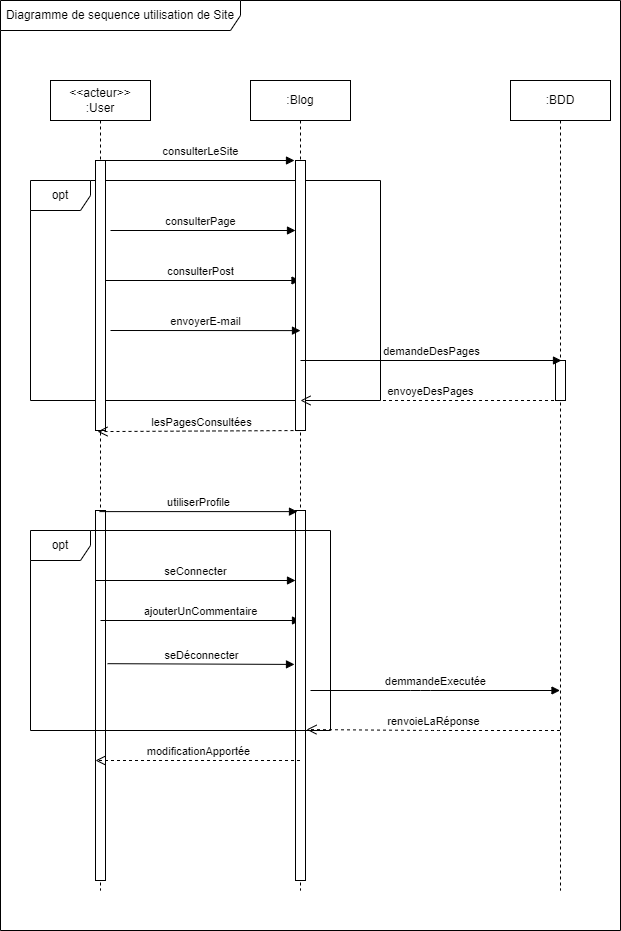 Diagramme de sequence utilisation de Site
<<acteur>>
:User
:Blog
:BDD
consulterLeSite
opt
consulterPage
consulterPost
envoyerE-mail
demandeDesPages
envoyeDesPages
lesPagesConsultées
utiliserProfile
opt
seConnecter
ajouterUnCommentaire
seDéconnecter
demmandeExecutée
renvoieLaRéponse
modificationApportée